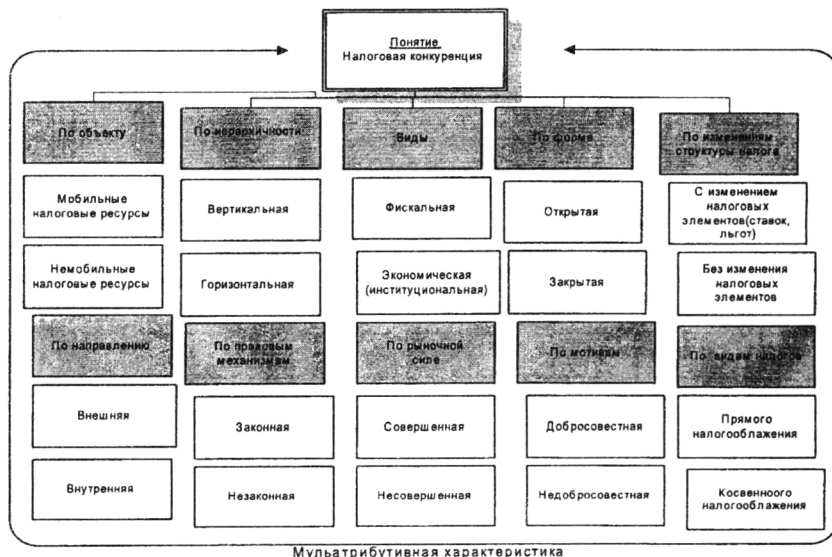 Понятие
Налоговая конкуренция
По объекту
По иерархичности
Виды
По форме
По изменениям
структуры налога
Мобильные
налоговые ресурсы
Вертикальная
Фискальная
Открытая
С изменением
налоговых
элементов(ставок,
льгот)
Немобильные
налоговые ресурсы
Горизонтальная
Экономическая
(институциональная)
Закрытая
Без изменения
налоговых
элементов
По направлению
По правовым
механизмам
По рыночной
силе
По мотивам
По видам налогов
Внешняя
Законная
Совершенная
Добросовестная
Прямого
налогооблажения
Внутренняя
Незаконная
Несовершенная
Недобросовестная
Косвенноого
налогооблажения
Мультатрибутивная характеристика